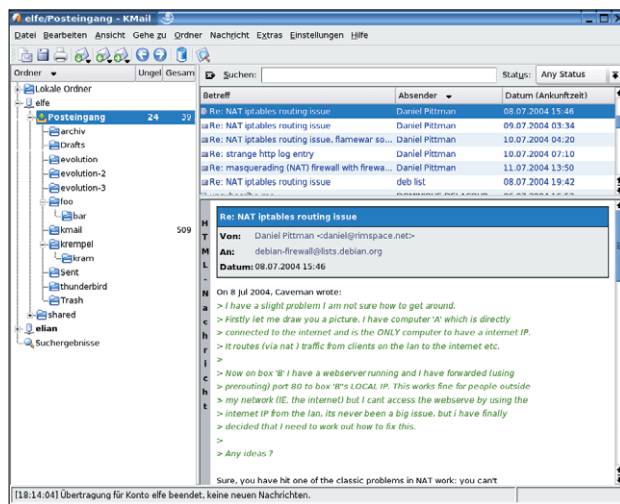 elfe/Posteingang - KMail
Datei Bearbeiten Ansicht Gehe zu Ordner Nachricht Extras Einstellungen Hilfe
Ordner Ungel Gesam
Lokale Ordner
elfe
Posteingang 24 39
archiv
Drafts
evolution
evolution-2
evolution-3
foo
bar
kmail 509
krempel
kram
Sent
thunderbird
Trash
shared
elian
Suchergebnisse
Suchen: Status: Any Status
Betreff Absender Datum (Ankunftzeit)
Re: NAT iptables routing issue Daniel Pittman 08.07.2004 15:46
Re: NAT iptables routing issue Daniel Pittman 09.07.2004 03:34
Re: NAT iptables routing issue, flamewar so... Daniel Pittman 10.07.2004 04:20
Re: strange http log entry Daniel Pittman 10.07.2004 07:10
Re: masquerading (NAT) firewall with firewa... Daniel Pittman 11.07.2004 13:50
Re: NAT iptables routing issue deb list 08.07.2004 19:42
HTML-Nachricht
Re: NAT iptables routing issue
Von: Daniel Pittman <daniel@rimspace.net>
An: debian-firewall@lists.debian.org
Datum: 08.07.2004 15:46
On 8 Jul 2004, Caveman wrote:
> I have a slight problem I am not sure how to get around.
> Firstly let me draw you a picture. I have computer 'A' which is directly
> connected to the internet and is the ONLY computer to have a internet IP.
> It routes (via nat ) traffic from clients on the lan to the internet etc.
>
> Now on box 'B' I have a webserver running and I have forwarded (using
> prerouting) port 80 to box 'B''s LOCAL IP. This works fine for people outside
> my network (IE, the internet) but I cant access the webserve by using the
> internet IP from the lan, its never been a big issue, but i have finally
> decided that I need to work out how to fix this.
>
> Any ideas ?
Sure, you have hit one of the classic problems in NAT work: you can't
[18:14:04] Übertragung für Konto elfe beendet, keine neuen Nachrichten.